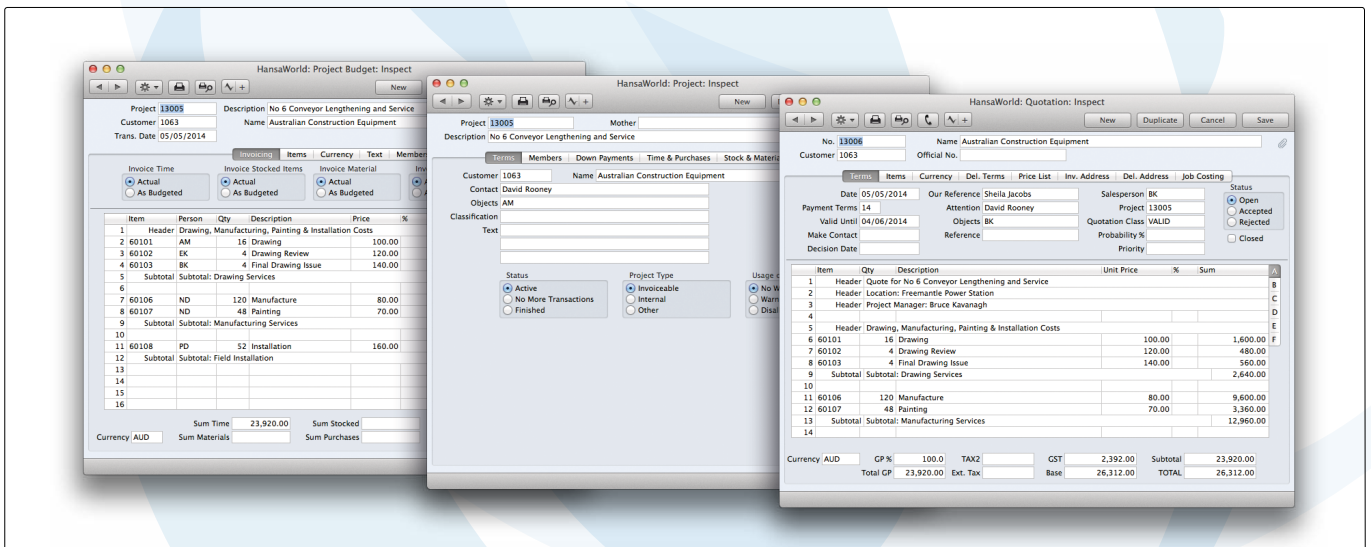 HansaWorld: Project Budget: Inspect
New
Project 13005 Description No 6 Conveyor Lengthening and Service
Customer 1063 Name Australian Construction Equipment
Trans. Date 05/05/2014
Invoicing Items Currency Text
Invoice Time Invoice Stocked Items Invoice Material
Actual Actual Actual
As Budgeted As Budgeted As Budgeted
Item Person Qty Description Price %
1 Header Drawing, Manufacturing, Painting & Installation Costs
2 60101 AM 16 Drawing 100.00
3 60102 EK 4 Drawing Review 120.00
4 60103 BK 4 Final Drawing Issue 140.00
5 Subtotal Subtotal: Drawing Services
6
7 60106 ND 120 Manufacture 80.00
8 60107 ND 48 Painting 70.00
9 Subtotal Subtotal: Manufacturing Services
10
11 60108 PD 52 Installation 160.00
12 Subtotal Subtotal: Field Installation
13
14
15
16
Sum Time 23,920.00 Sum Stocked
Currency AUD Sum Materials Sum Purchases
HansaWorld: Project: Inspect
New
Project 13005 Mother
Description No 6 Conveyor Lengthening and Service
Terms Members Down Payments Time & Purchases Stock & Materia
Customer 1063 Name Australian Construction Equipment
Contact David Rooney
Objects AM
Classification
Text
Status Project Type Usage
Active Invoiceable No W
No More Transactions Internal Warn
Finished Other Disal
HansaWorld: Quotation: Inspect
New Duplicate Cancel Save
No. 13006 Name Australian Construction Equipment
Customer 1063 Official No.
Terms Items Currency Del. Terms Price List Inv. Address Del. Address Job Costing
Date 05/05/2014 Our Reference Sheila Jacobs Salesperson BK Status
Payment Terms 14 Attention David Rooney Project 13005 Open
Valid Until 04/06/2014 Objects BK Quotation Class VALID Accepted
Make Contact Reference Probability % Rejected
Decision Date Priority Closed
Item Qty Description Unit Price % Sum A
1 Header Quote for No 6 Conveyor Lengthening and Service B
2 Header Location: Freemantle Power Station
3 Header Project Manager: Bruce Kavanagh C
4 D
5 Header Drawing, Manufacturing, Painting & Installation Costs E
6 60101 16 Drawing 100.00 1,600.00 F
7 60102 4 Drawing Review 120.00 480.00
8 60103 4 Final Drawing Issue 140.00 560.00
9 Subtotal Subtotal: Drawing Services 2,640.00
10
11 60106 120 Manufacture 80.00 9,600.00
12 60107 48 Painting 70.00 3,360.00
13 Subtotal Subtotal: Manufacturing Services 12,960.00
14
Currency AUD GP % 100.0 TAX2 GST 2,392.00 Subtotal 23,920.00
Total GP 23,920.00 Ext. Tax Base 26,312.00 TOTAL 26,312.00